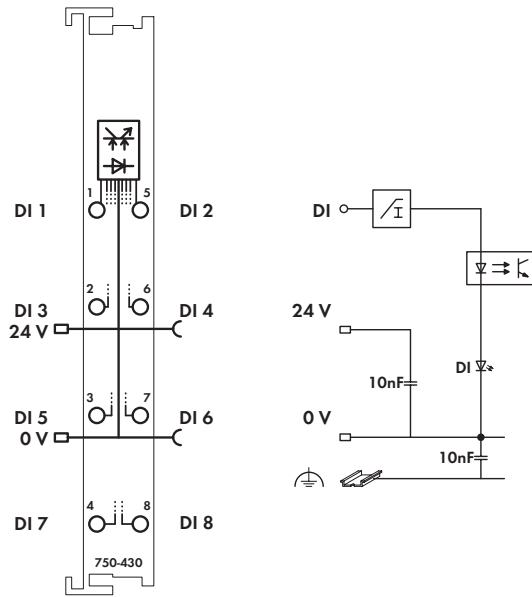 1 5
DI 1 DI 2
2 6
DI 3 DI 4
24 V
3 7
DI 5 DI 6
0 V
4 8
DI 7 DI 8
750-430
DI
I
24 V
DI
10nF
0 V
10nF